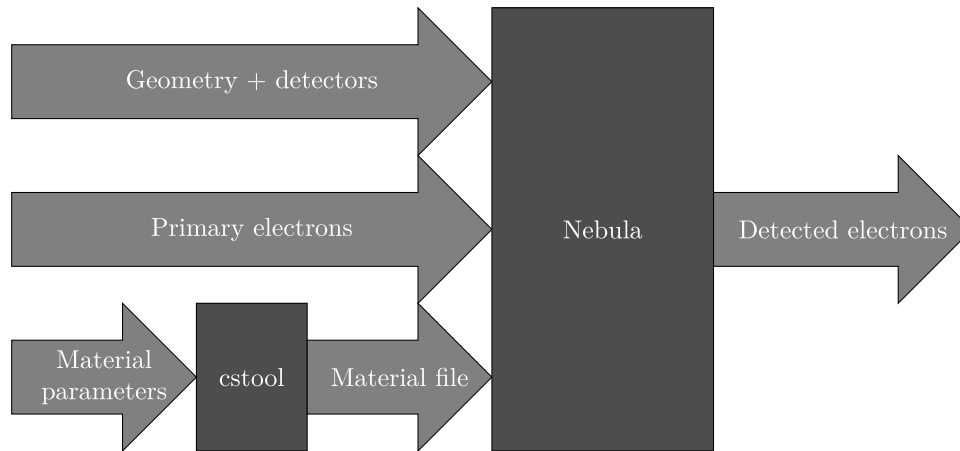 Geometry + detectors
Primary electrons
Nebula
Detected electrons
Material
parameters
cstool
Material file